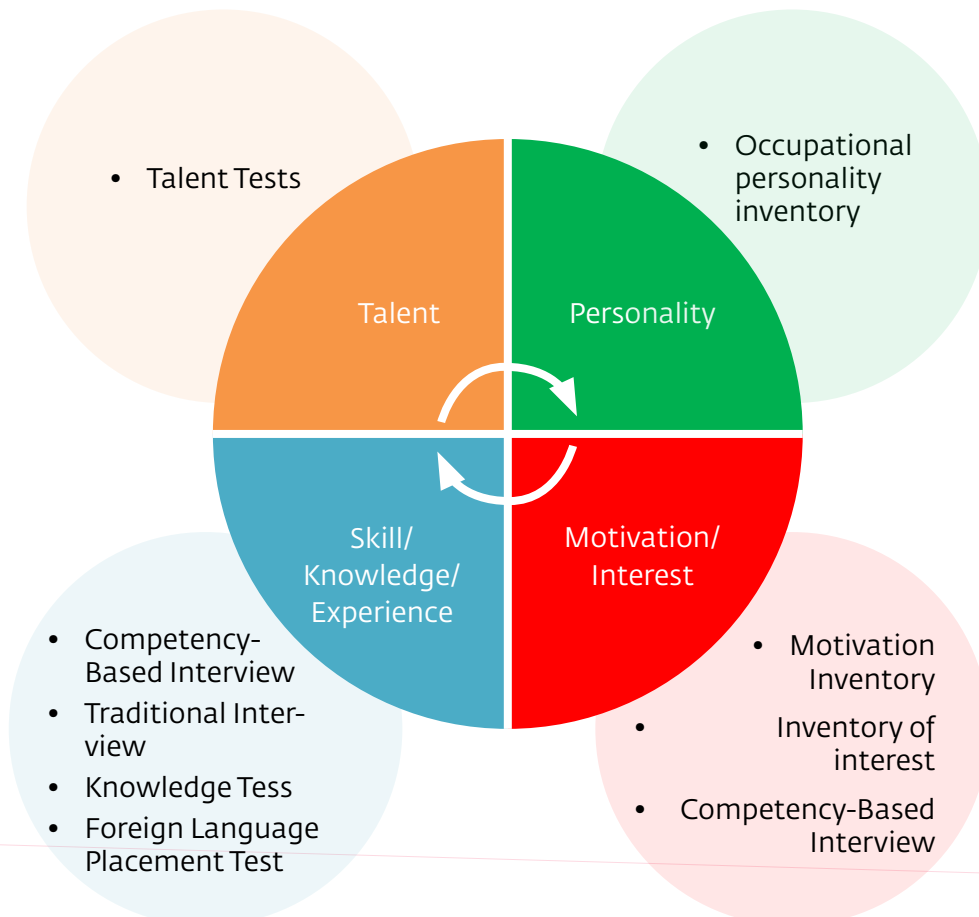 • Talent Tests
• Occupational
personality
inventory
Talent
Personality
Skill/
Knowledge/
Experience
Motivation/
Interest
• Competency-
Based Interview
• Traditional Inter-
view
• Knowledge Tess
• Foreign Language
Placement Test
• Motivation
Inventory
• Inventory of
interest
• Competency-Based
Interview